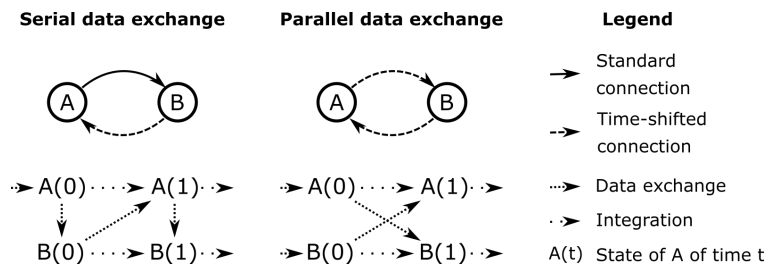 Serial data exchange
Parallel data exchange
Legend
A
B
A
B
Standard
connection
Time-shifted
connection
Data exchange
Integration
A(t) State of A of time t
A(0) A(1)
B(0) B(1)
A(0) A(1)
B(0) B(1)